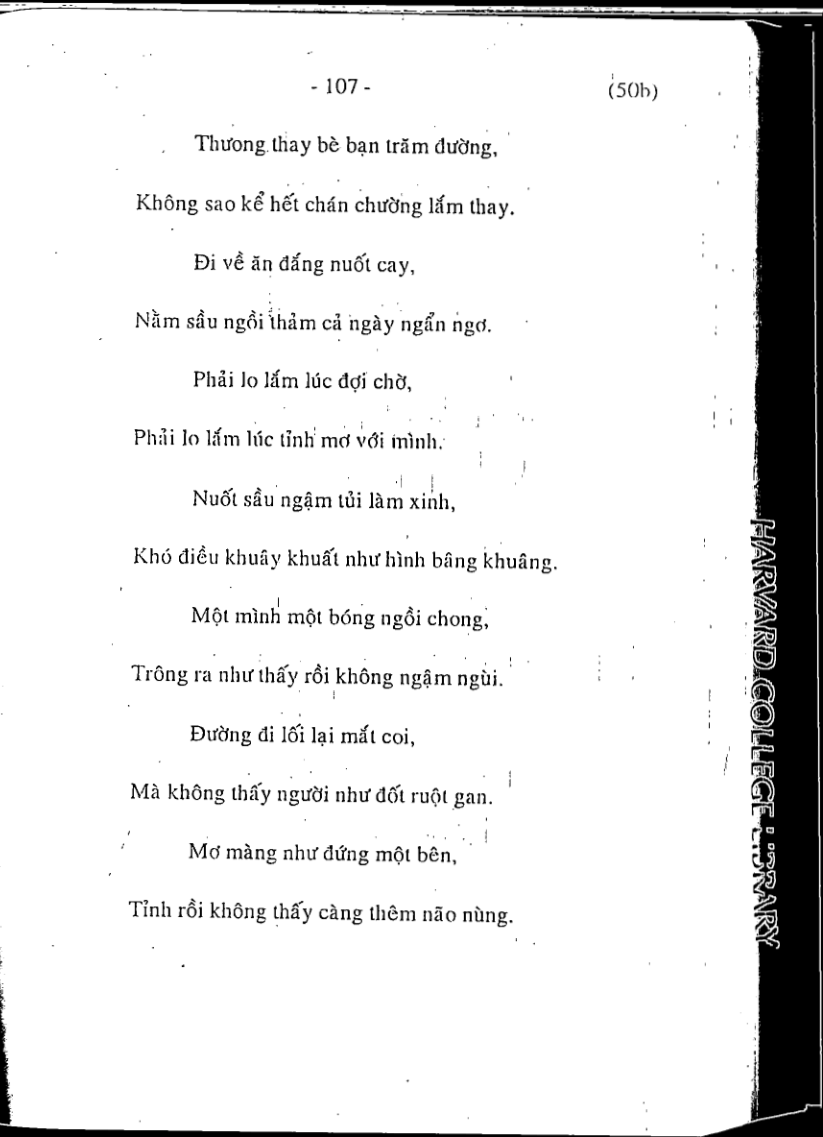 - 107 -
(50b)
Thương thay bè bạn trăm đường,
Không sao kể hết chán chường lắm thay.
Đi về ăn đắng nuốt cay,
Nằm sầu ngồi thảm cả ngày ngẩn ngơ.
Phải lo lắm lúc đợi chờ,
Phải lo lắm lúc tỉnh mơ với mình.
Nuốt sầu ngậm tủi làm xinh,
Khó điều khuây khuất như hình bâng khuâng.
Một mình một bóng ngồi chong,
Trông ra như thấy rồi không ngậm ngùi.
Đường đi lối lại mắt coi,
Mà không thấy người như đốt ruột gan.
Mơ màng như đứng một bên,
Tỉnh rồi không thấy càng thêm não nùng.
HARVARD COLLEGE LIBRARY